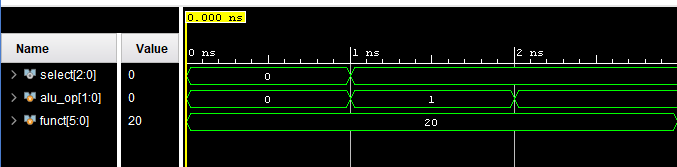 0.000 ns
Name Value 0 ns 1 ns 2 ns
select[2:0] 0 0
alu_op[1:0] 0 0 1
funct[5:0] 20 20